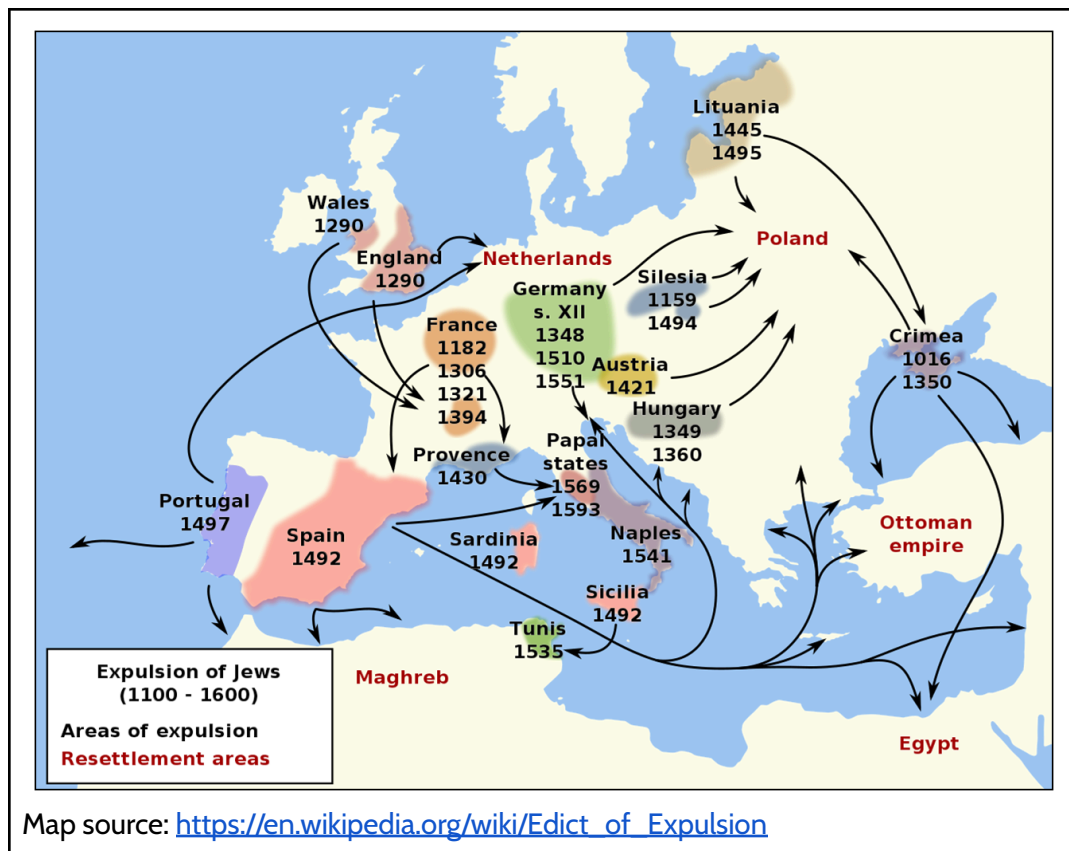 Lituania
1445
1495
Wales
1290
England
1290
Netherlands
Poland
Silesia
1159
1494
Germany
s. XII
1348
1510
1551
France
1182
1306
1321
1394
Austria
1421
Crimea
1016
1350
Hungary
1349
1360
Provence
1430
Papal
states
1569
1593
Portugal
1497
Spain
1492
Sardinia
1492
Naples
1541
Ottoman
empire
Sicilia
1492
Tunis
1535
Maghreb
Egypt
Expulsion of Jews
(1100 - 1600)
Areas of expulsion
Resettlement areas
Map source: https://en.wikipedia.org/wiki/Edict_of_Expulsion